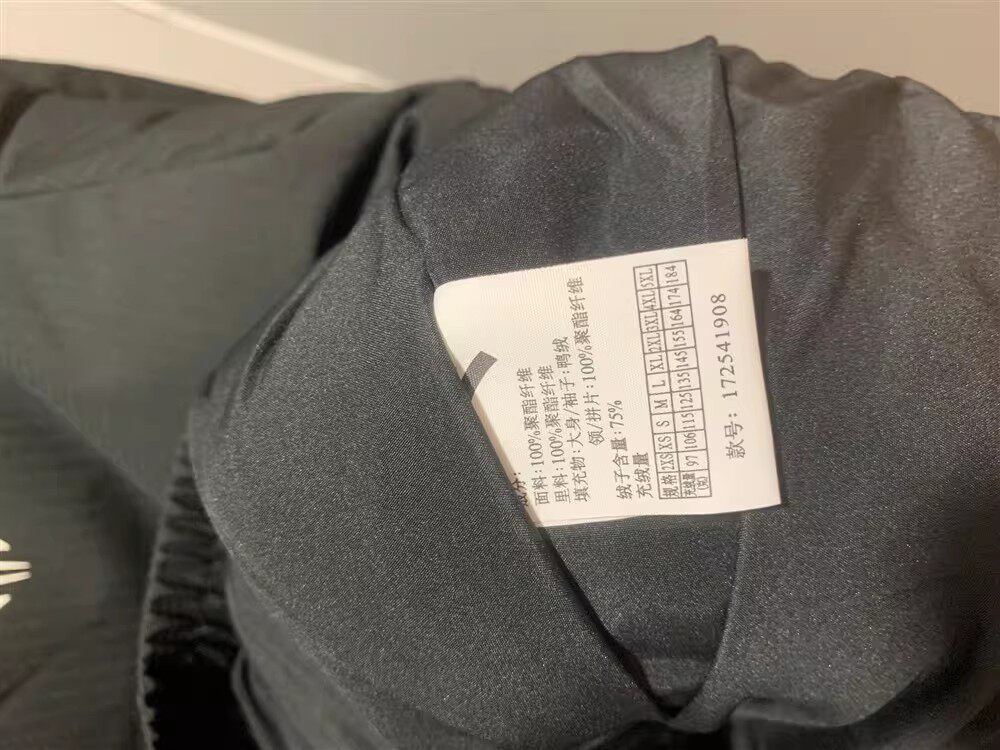 成分:
面料:100%聚酯纤维
里料:100%聚酯纤维
填充物:大身/袖子:鸭绒
领/拼片:100%聚酯纤维
绒子含量:75%
充绒量
规格 2XS XS S M L XL 2XL 3XL 4XL 5XL
充绒量(克) 97 106 115 125 135 145 155 164 174 184
款号: 172541908